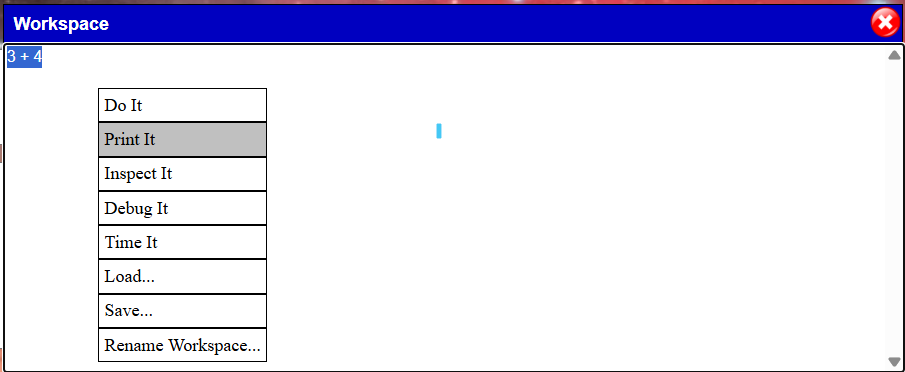 Workspace
3 + 4
Do It
Print It
Inspect It
Debug It
Time It
Load...
Save...
Rename Workspace...